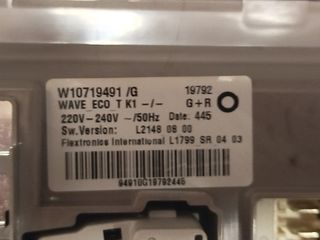 W10719491 /G 19792
WAVE ECO T K1 -/- G+R
220V-240V ~/50Hz Date: 445
Sw.Version: L2148 08 00
Flextronics International L1799 SR 04 03
94910G19792445